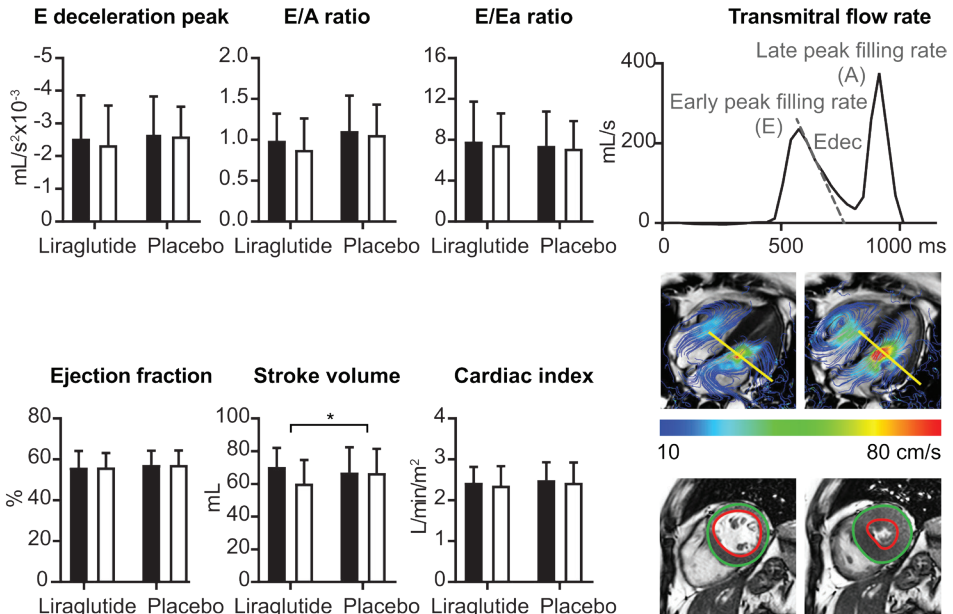 E deceleration peak
E/A ratio
E/Ea ratio
Transmitral flow rate
-5
-4
-3
-2
-1
0
mL/s²x10⁻³
Liraglutide Placebo
1.5
1.0
0.5
0.0
2.0
Liraglutide Placebo
16
12
8
4
0
Liraglutide Placebo
400
200
0
mL/s
Late peak filling rate
(A)
Early peak filling rate
(E)
Edec
0 500 1000 ms
10 80 cm/s
Ejection fraction
Stroke volume
Cardiac index
80
60
40
20
0
%
Liraglutide Placebo
100
80
60
40
20
0
mL
*
Liraglutide Placebo
4
3
2
1
0
L/min/m²
Liraglutide Placebo